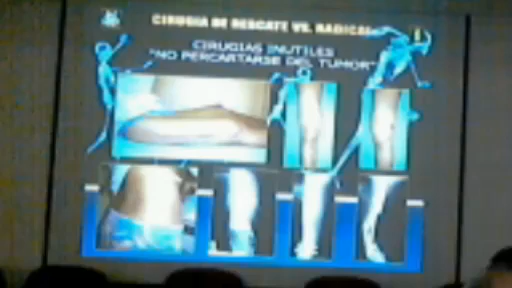 CIRUGIA DE RESCATE VS. RADICAL
CIRUGIAS INUTILES
"NO PERCARTARSE DEL TUMOR"